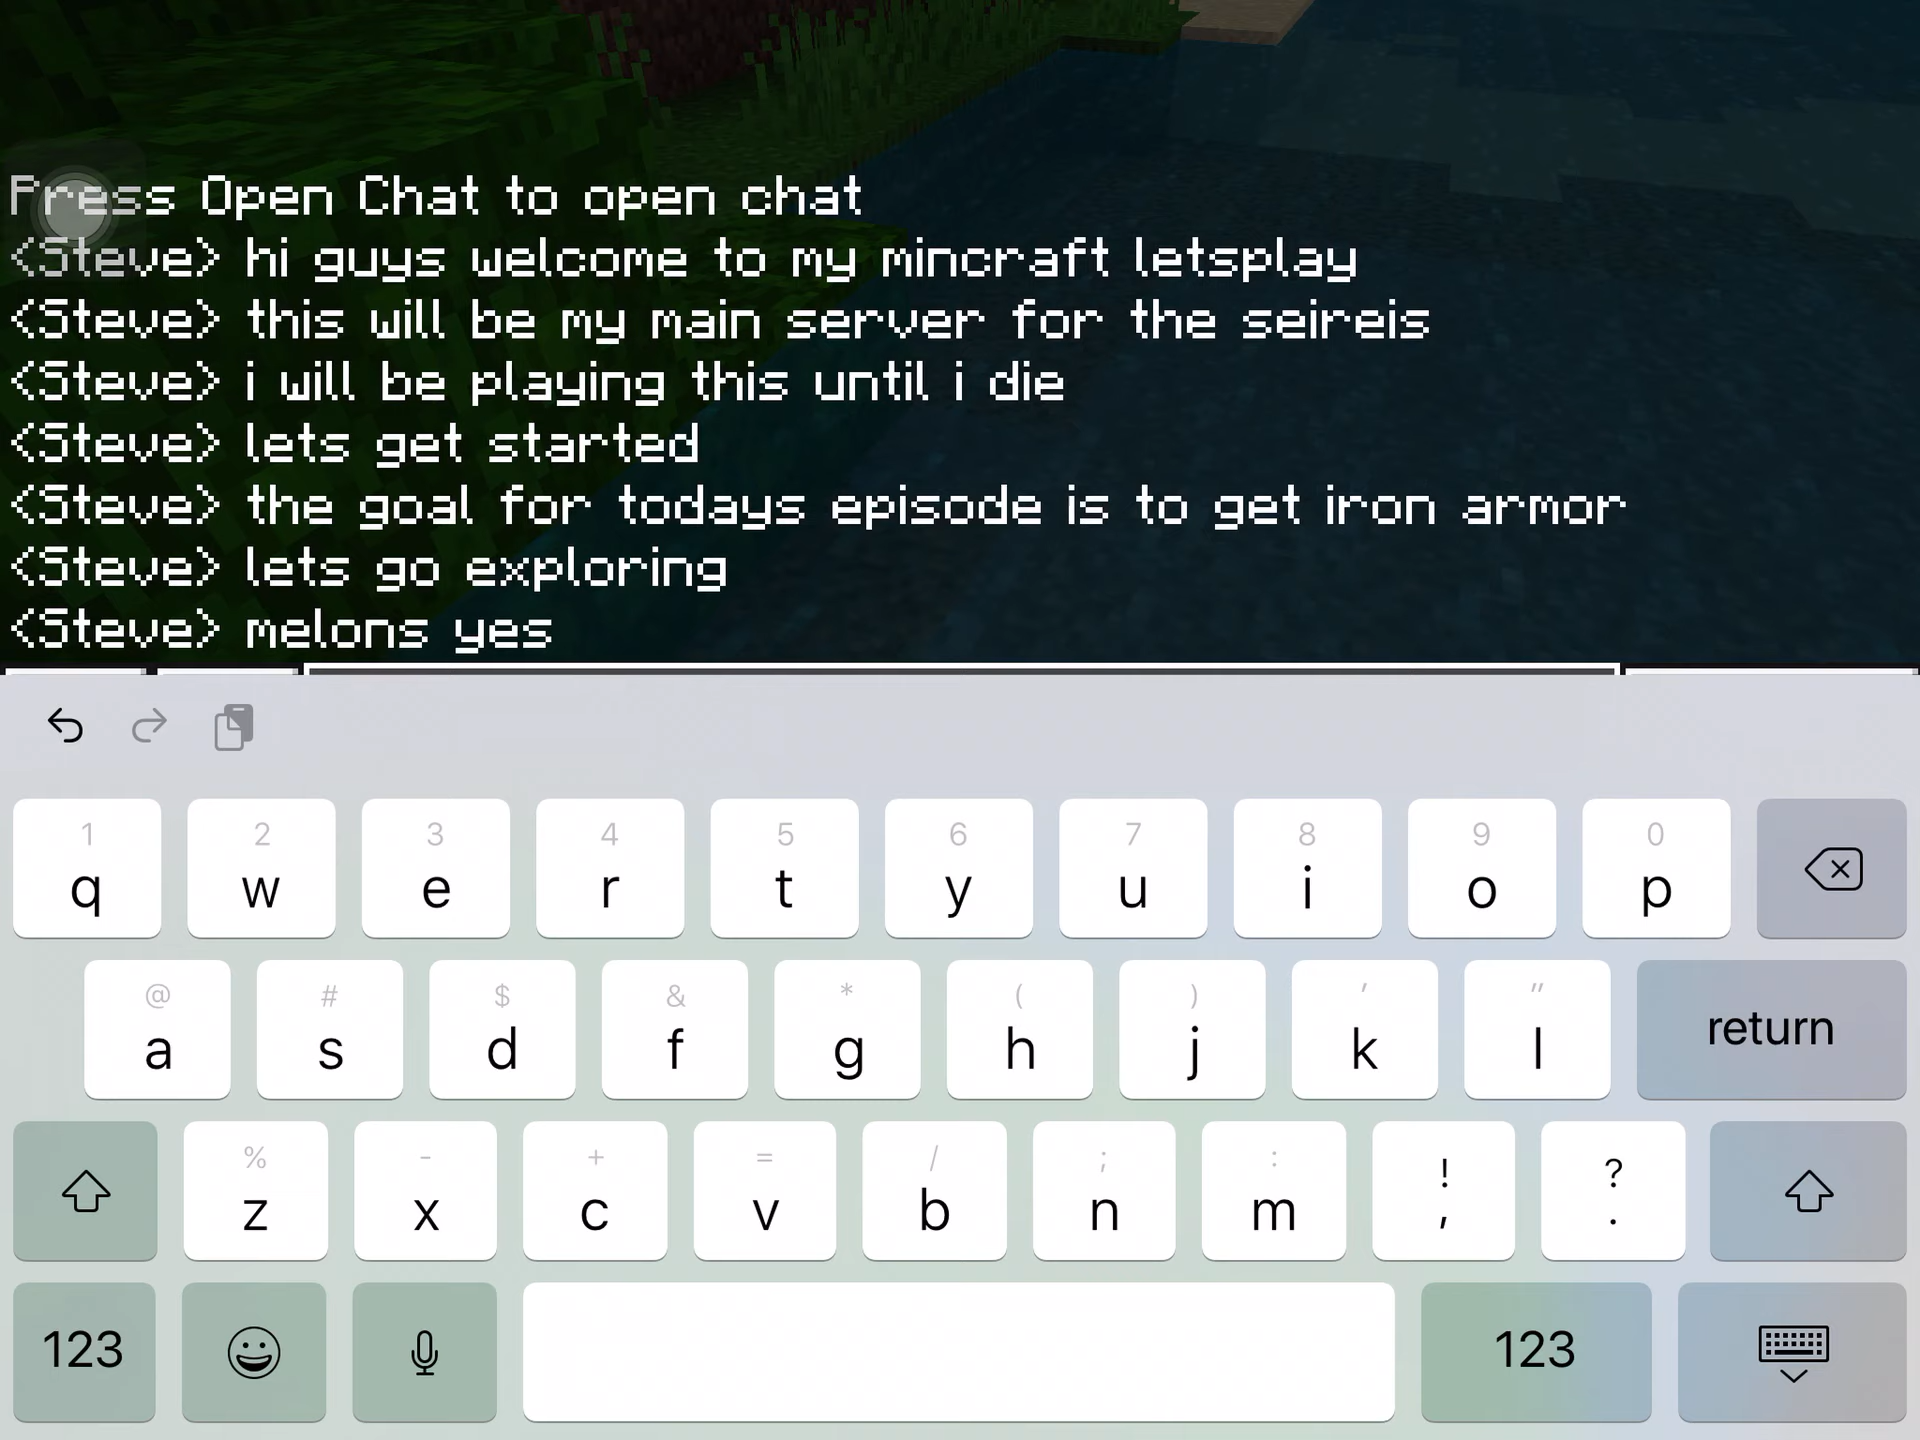 Press Open Chat to open chat
<Steve> hi guys welcome to my mincraft letsplay
<Steve> this will be my main server for the seireis
<Steve> i will be playing this until i die
<Steve> lets get started
<Steve> the goal for todays episode is to get iron armor
<Steve> lets go exploring
<Steve> melons yes
1 2 3 4 5 6 7 8 9 0
q w e r t y u i o p
@ # $ & * ( ) ' "
a s d f g h j k l return
% - + = / ; : ! ?
z x c v b n m , .
123 123